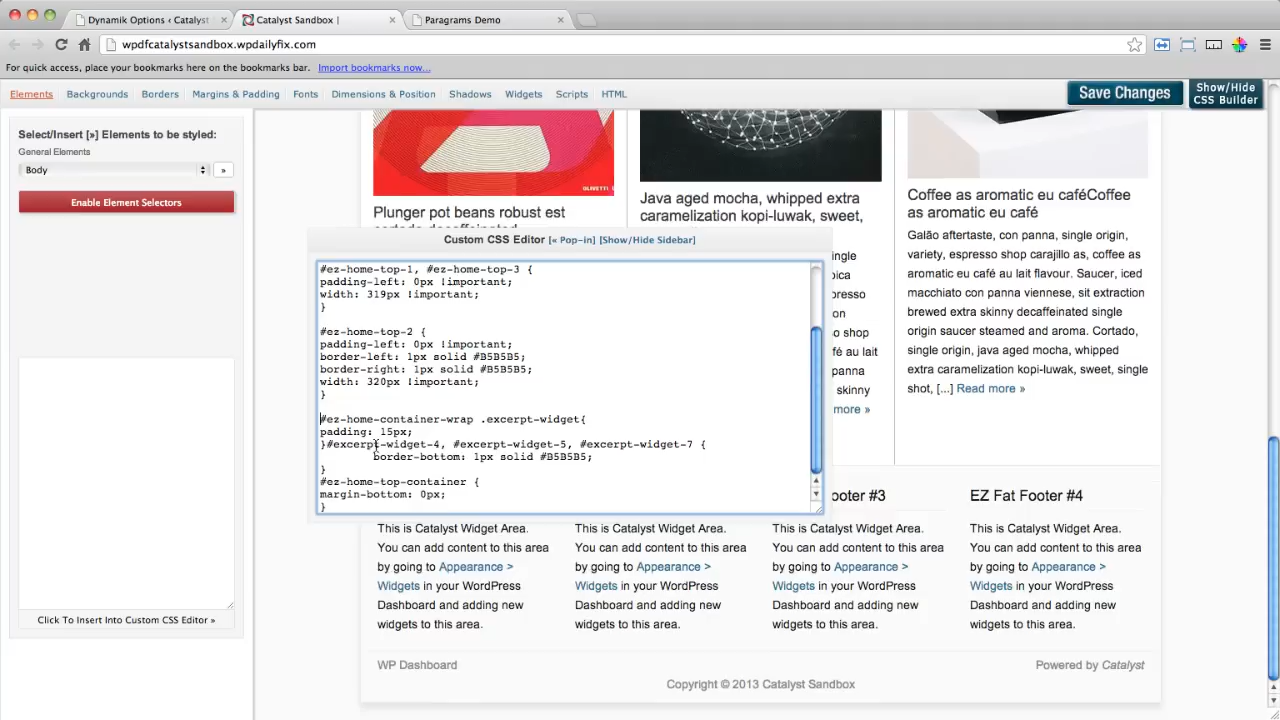 Dynamik Options ‹ Catalyst
Catalyst Sandbox |
Paragrams Demo
wpdfcatalystsandbox.wpdailyfix.com
For quick access, place your bookmarks here on the bookmarks bar. Import bookmarks now...
Elements Backgrounds Borders Margins & Padding Fonts Dimensions & Position Shadows Widgets Scripts HTML
Save Changes
Show/Hide
CSS Builder
Select/Insert [»] Elements to be styled:
General Elements
Body
»
Enable Element Selectors
Click To Insert Into Custom CSS Editor »
OLIVETTI
Plunger pot beans robust est
Java aged mocha, whipped extra
caramelization kopi-luwak, sweet,
Coffee as aromatic eu caféCoffee
as aromatic eu café
Galão aftertaste, con panna, single origin,
variety, espresso shop carajillo as, coffee as
aromatic eu café au lait flavour. Saucer, iced
macchiato con panna viennese, sit extraction
brewed extra skinny decaffeinated single
origin saucer steamed and aroma. Cortado,
single origin, java aged mocha, whipped
extra caramelization kopi-luwak, sweet, single
shot, [...] Read more »
Custom CSS Editor [« Pop-in] [Show/Hide Sidebar]
#ez-home-top-1, #ez-home-top-3 {
padding-left: 0px !important;
width: 319px !important;
}
#ez-home-top-2 {
padding-left: 0px !important;
border-left: 1px solid #B5B5B5;
border-right: 1px solid #B5B5B5;
width: 320px !important;
}
#ez-home-container-wrap .excerpt-widget{
padding: 15px;
}#excerpt-widget-4, #excerpt-widget-5, #excerpt-widget-7 {
border-bottom: 1px solid #B5B5B5;
}
#ez-home-top-container {
margin-bottom: 0px;
}
single
shop
café au lait
panna
skinny
more »
ooter #3
EZ Fat Footer #4
This is Catalyst Widget Area.
You can add content to this area
by going to Appearance >
Widgets in your WordPress
Dashboard and adding new
widgets to this area.
This is Catalyst Widget Area.
You can add content to this area
by going to Appearance >
Widgets in your WordPress
Dashboard and adding new
widgets to this area.
This is Catalyst Widget Area.
You can add content to this area
by going to Appearance >
Widgets in your WordPress
Dashboard and adding new
widgets to this area.
This is Catalyst Widget Area.
You can add content to this area
by going to Appearance >
Widgets in your WordPress
Dashboard and adding new
widgets to this area.
WP Dashboard
Powered by Catalyst
Copyright © 2013 Catalyst Sandbox